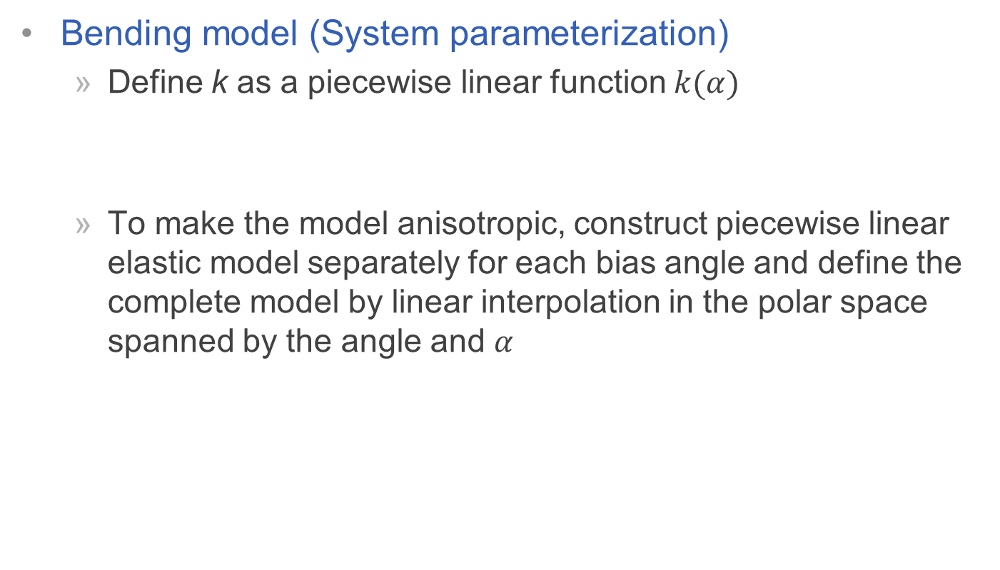 • Bending model (System parameterization)
» Define k as a piecewise linear function 𝑘(𝛼)
» To make the model anisotropic, construct piecewise linear
elastic model separately for each bias angle and define the
complete model by linear interpolation in the polar space
spanned by the angle and 𝛼